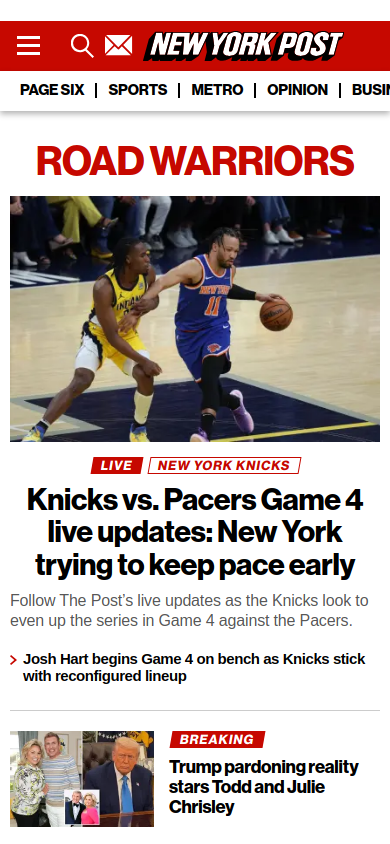 NEW YORK POST
PAGE SIX
SPORTS
METRO
OPINION
BUSIN
ROAD WARRIORS
NEW YORK
11
LIVE
NEW YORK KNICKS
Knicks vs. Pacers Game 4
live updates: New York
trying to keep pace early
Follow The Post’s live updates as the Knicks look to
even up the series in Game 4 against the Pacers.
Josh Hart begins Game 4 on bench as Knicks stick
with reconfigured lineup
BREAKING
Trump pardoning reality
stars Todd and Julie
Chrisley